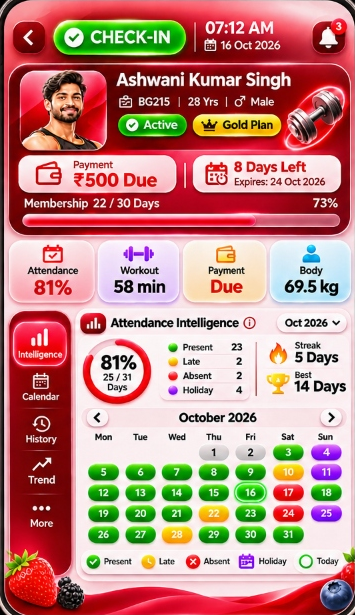 CHECK-IN
07:12 AM
16 Oct 2026
3
Ashwani Kumar Singh
BG215 | 28 Yrs | Male
Active
Gold Plan
Payment
₹500 Due
8 Days Left
Expires: 24 Oct 2026
Membership 22 / 30 Days
73%
Attendance
81%
Workout
58 min
Payment
Due
Body
69.5 kg
Intelligence
Calendar
History
Trend
More
Attendance Intelligence
Oct 2026
81%
25 / 31
Days
Present 23
Late 2
Absent 2
Holiday 4
Streak
5 Days
Best
14 Days
October 2026
Mon Tue Wed Thu Fri Sat Sun
1 2 3 4
5 6 7 8 9 10 11
12 13 14 15 16 17 18
19 20 21 22 23 24 25
26 27 28 29 30 31
Present
Late
Absent
Holiday
Today